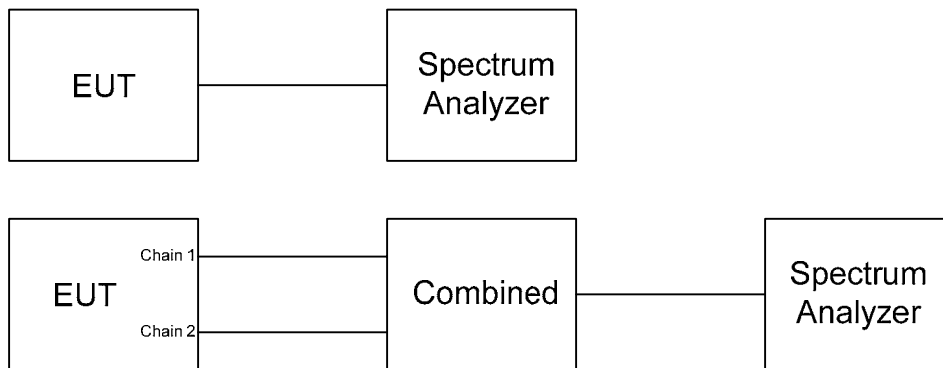 EUT
Spectrum
Analyzer
Chain 1
EUT
Chain 2
Combined
Spectrum
Analyzer